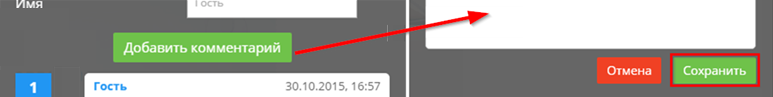 Имя
Гость
Добавить комментарий
1
Гость
30.10.2015, 16:57
Отмена
Сохранить